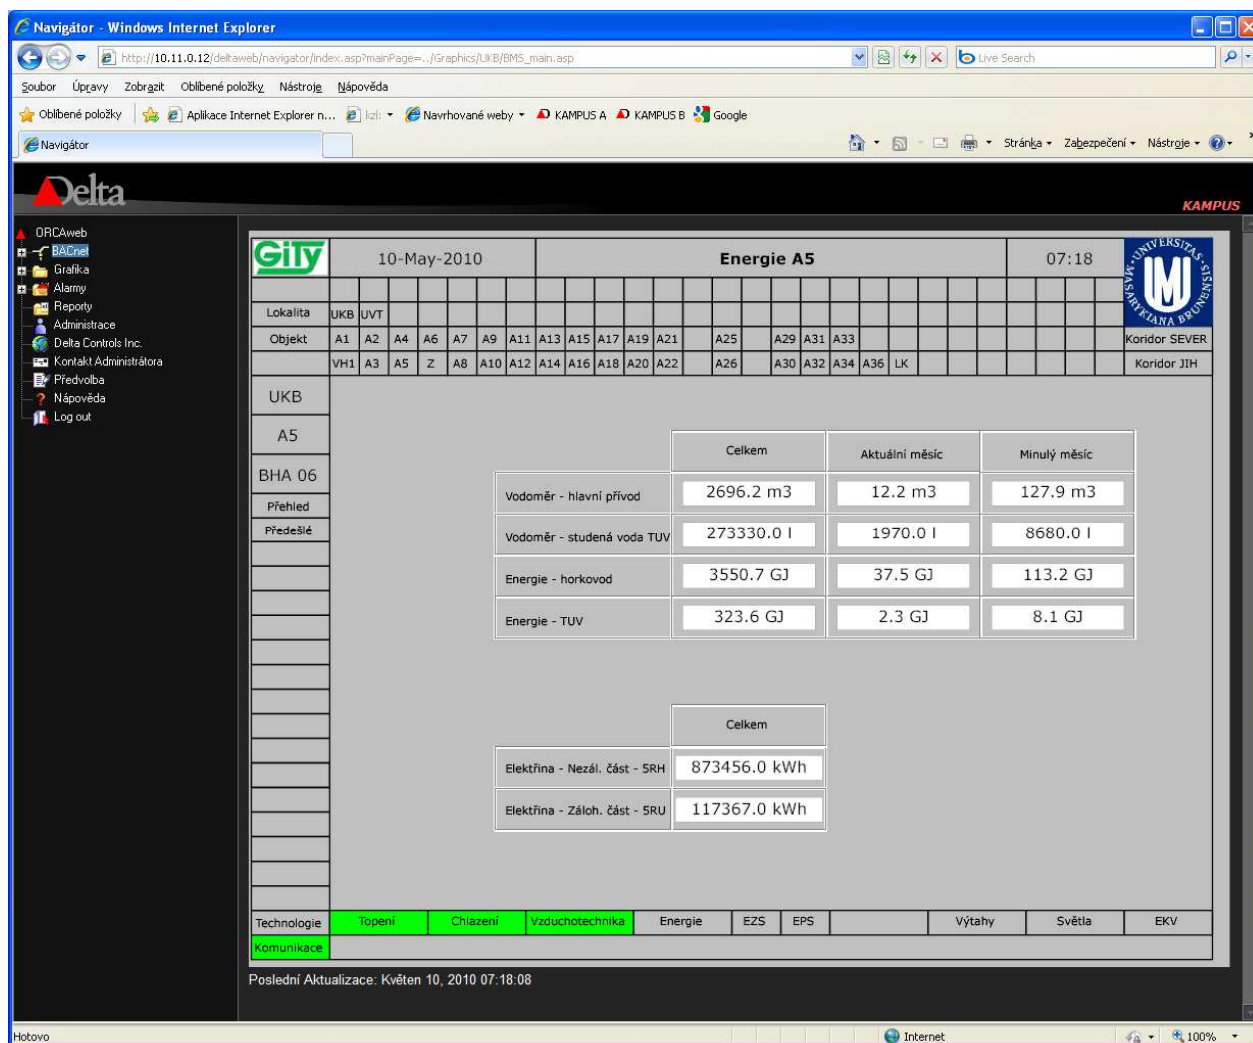 Navigátor - Windows Internet Explorer
http://10.11.0.12/deltaweb/navigator/index.asp?mainPage=../Graphics/UKB/BMS_main.asp
Live Search
Soubor Úpravy Zobrazit Oblíbené položky Nástroje Nápověda
Oblíbené položky Aplikace Internet Explorer n... kzl: Navrhované weby KAMPUS A KAMPUS B Google
Navigátor Stránka Zabezpečení Nástroje
Delta
KAMPUS
ORCAweb
BACnet
Grafika
Alarmy
Reporty
Administrace
Delta Controls Inc.
Kontakt Administrátora
Předvolba
Nápověda
Log out
GiTy 10-May-2010 Energie A5 07:18
UNIVERSITAS MASARYKIANA BRUNENSIS
Lokalita UKB UVT
Objekt A1 A2 A4 A6 A7 A9 A11 A13 A15 A17 A19 A21 A25 A29 A31 A33 Koridor SEVER
VH1 A3 A5 Z A8 A10 A12 A14 A16 A18 A20 A22 A26 A30 A32 A34 A36 LK Koridor JIH
UKB
A5
BHA 06
Přehled
Předešlé
Celkem Aktuální měsíc Minulý měsíc
Vodoměr - hlavní přívod 2696.2 m3 12.2 m3 127.9 m3
Vodoměr - studená voda TUV 273330.0 l 1970.0 l 8680.0 l
Energie - horkovod 3550.7 GJ 37.5 GJ 113.2 GJ
Energie - TUV 323.6 GJ 2.3 GJ 8.1 GJ
Celkem
Elektřina - Nezál. část - 5RH 873456.0 kWh
Elektřina - Záloh. část - 5RU 117367.0 kWh
Technologie Topení Chlazení Vzduchotechnika Energie EZS EPS Výtahy Světla EKV
Komunikace
Poslední Aktualizace: Květen 10, 2010 07:18:08
Hotovo Internet 100%